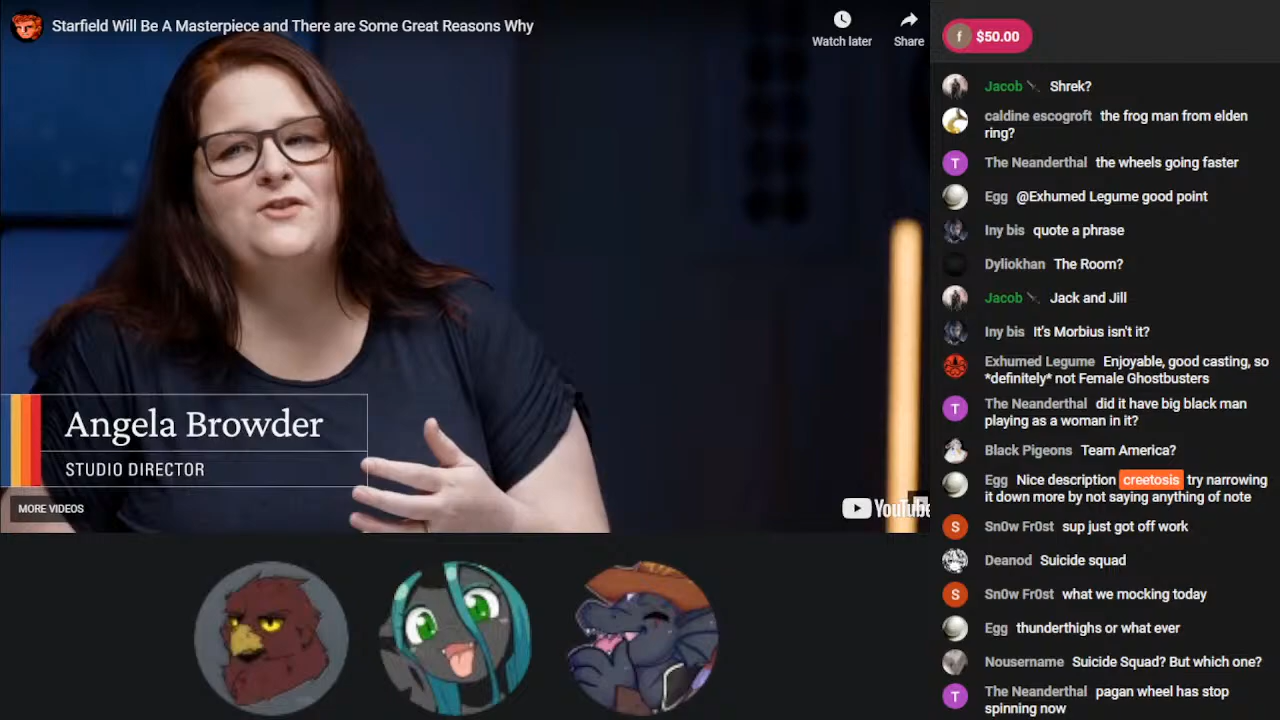 Starfield Will Be A Masterpiece and There are Some Great Reasons Why
Watch later
Share
Angela Browder
STUDIO DIRECTOR
MORE VIDEOS
YouTube
f $50.00
Jacob Shrek?
caldine escogroft the frog man from elden
ring?
T The Neanderthal the wheels going faster
Egg @Exhumed Legume good point
Iny bis quote a phrase
Dyliokhan The Room?
Jacob Jack and Jill
Iny bis It's Morbius isn't it?
Exhumed Legume Enjoyable, good casting, so
*definitely* not Female Ghostbusters
T The Neanderthal did it have big black man
playing as a woman in it?
Black Pigeons Team America?
Egg Nice description creetosis try narrowing
it down more by not saying anything of note
S Sn0w Fr0st sup just got off work
Deanod Suicide squad
S Sn0w Fr0st what we mocking today
Egg thunderthighs or what ever
Nousername Suicide Squad? But which one?
T The Neanderthal pagan wheel has stop
spinning now